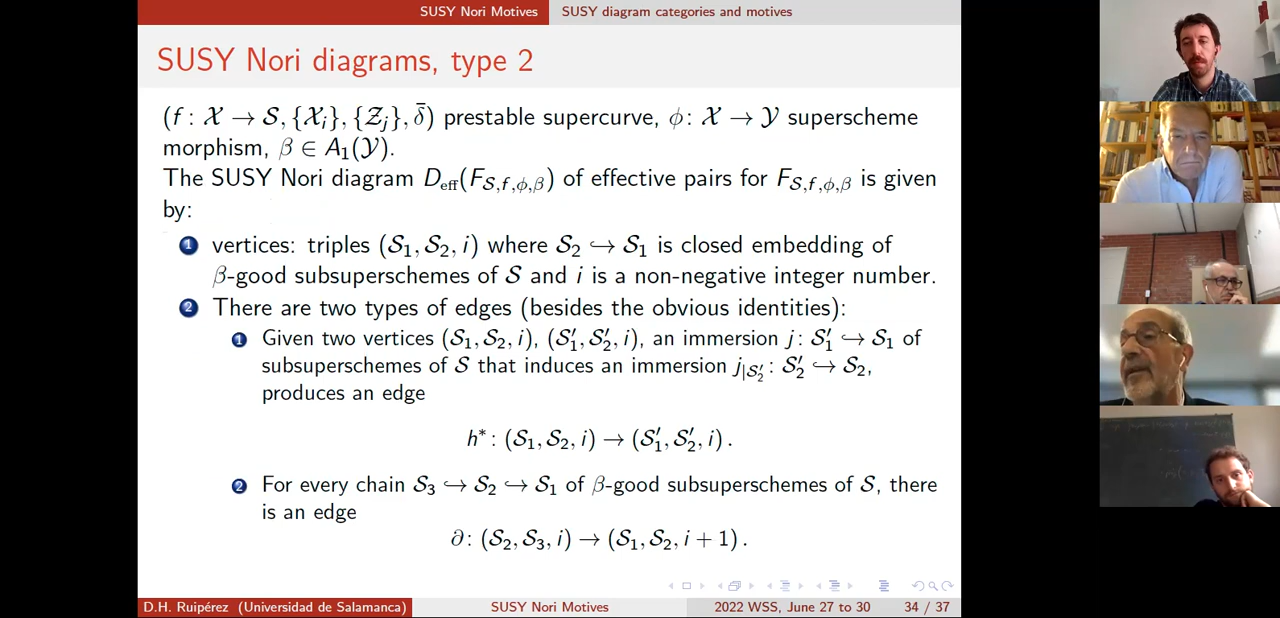 SUSY Nori Motives SUSY diagram categories and motives
SUSY Nori diagrams, type 2
(f : 𝒳 → 𝒮, {𝒳ᵢ}, {𝒵ⱼ}, δ̄) prestable supercurve, ϕ: 𝒳 → 𝒴 superscheme
morphism, β ∈ A₁(𝒴).
The SUSY Nori diagram D_eff(F_{𝒮,f,ϕ,β}) of effective pairs for F_{𝒮,f,ϕ,β} is given
by:
1 vertices: triples (𝒮₁, 𝒮₂, i) where 𝒮₂ ↪ 𝒮₁ is closed embedding of
β-good subsuperschemes of 𝒮 and i is a non-negative integer number.
2 There are two types of edges (besides the obvious identities):
1 Given two vertices (𝒮₁, 𝒮₂, i), (𝒮′₁, 𝒮′₂, i), an immersion j: 𝒮′₁ ↪ 𝒮₁ of
subsuperschemes of 𝒮 that induces an immersion j_{|𝒮′₂}: 𝒮′₂ ↪ 𝒮₂,
produces an edge
h*: (𝒮₁, 𝒮₂, i) → (𝒮′₁, 𝒮′₂, i) .
2 For every chain 𝒮₃ ↪ 𝒮₂ ↪ 𝒮₁ of β-good subsuperschemes of 𝒮, there
is an edge
∂: (𝒮₂, 𝒮₃, i) → (𝒮₁, 𝒮₂, i + 1) .
D.H. Ruipérez (Universidad de Salamanca) SUSY Nori Motives 2022 WSS, June 27 to 30 34 / 37